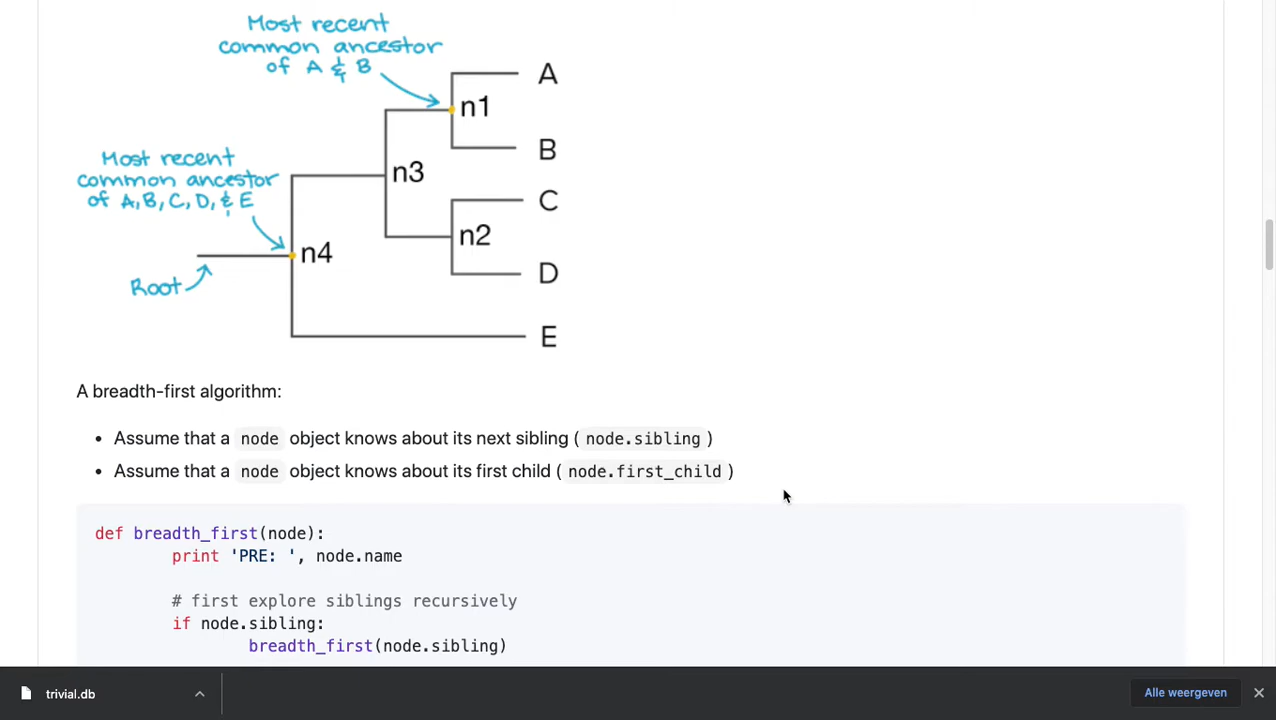 Most recent
common ancestor
of A & B
A
n1
B
Most recent
common ancestor
of A, B, C, D, & E
n3
C
n2
n4
D
Root
E
A breadth-first algorithm:
• Assume that a node object knows about its next sibling ( node.sibling )
• Assume that a node object knows about its first child ( node.first_child )
def breadth_first(node):
print 'PRE: ', node.name
# first explore siblings recursively
if node.sibling:
breadth_first(node.sibling)
trivial.db
Alle weergeven